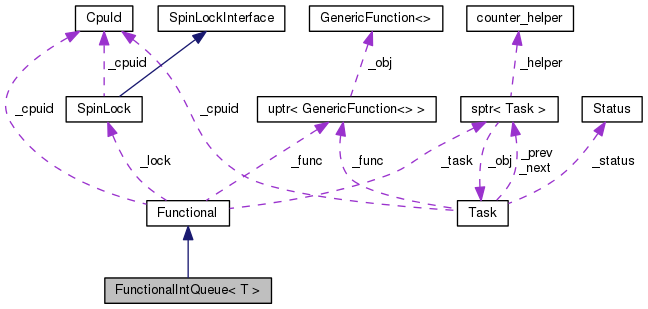 CpuId
SpinLockInterface
GenericFunction<>
counter_helper
_cpuid
_obj
_helper
SpinLock
uptr< GenericFunction<> >
sptr< Task >
Status
_cpuid
_cpuid
_lock
_func
_func
_task
_obj
_prev
_next
_status
Functional
Task
FunctionalIntQueue< T >